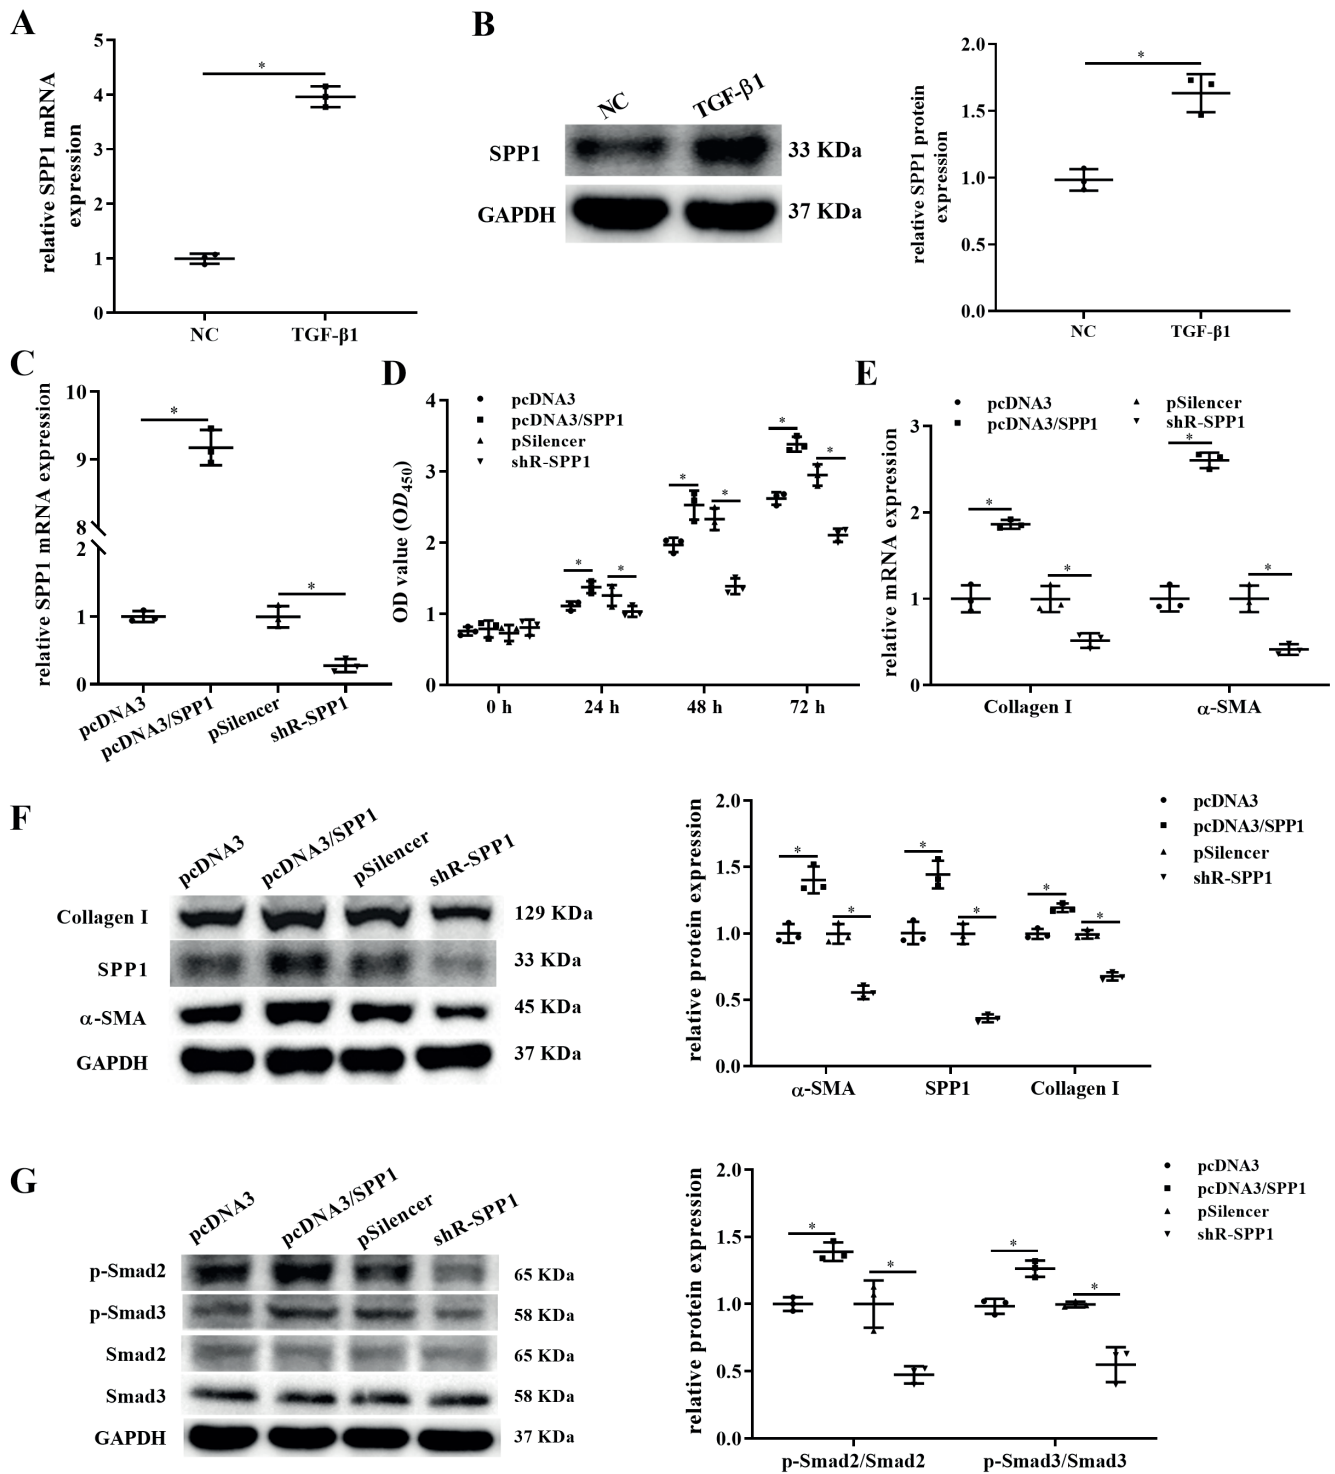 A
relative SPP1 mRNA
expression
5
4
3
2
1
0
*
NC
TGF-β1
B
NC
TGF-β1
SPP1
33 KDa
GAPDH
37 KDa
relative SPP1 protein
expression
2.0
1.5
1.0
0.5
0.0
*
NC
TGF-β1
C
relative SPP1 mRNA expression
10
9
8
2
1
0
*
*
pcDNA3
pcDNA3/SPP1
pSilencer
shR-SPP1
D
pcDNA3
pcDNA3/SPP1
pSilencer
shR-SPP1
OD value (OD450)
4
3
2
1
0
*
*
*
*
*
*
0 h
24 h
48 h
72 h
E
pcDNA3
pcDNA3/SPP1
pSilencer
shR-SPP1
relative mRNA expression
3
2
1
0
*
*
*
*
Collagen I
α-SMA
F
pcDNA3
pcDNA3/SPP1
pSilencer
shR-SPP1
Collagen I
129 KDa
SPP1
33 KDa
α-SMA
45 KDa
GAPDH
37 KDa
relative protein expression
2.0
1.5
1.0
0.5
0.0
*
*
*
*
*
*
α-SMA
SPP1
Collagen I
pcDNA3
pcDNA3/SPP1
pSilencer
shR-SPP1
G
pcDNA3
pcDNA3/SPP1
pSilencer
shR-SPP1
p-Smad2
65 KDa
p-Smad3
58 KDa
Smad2
65 KDa
Smad3
58 KDa
GAPDH
37 KDa
relative protein expression
2.0
1.5
1.0
0.5
0.0
*
*
*
*
p-Smad2/Smad2
p-Smad3/Smad3
pcDNA3
pcDNA3/SPP1
pSilencer
shR-SPP1